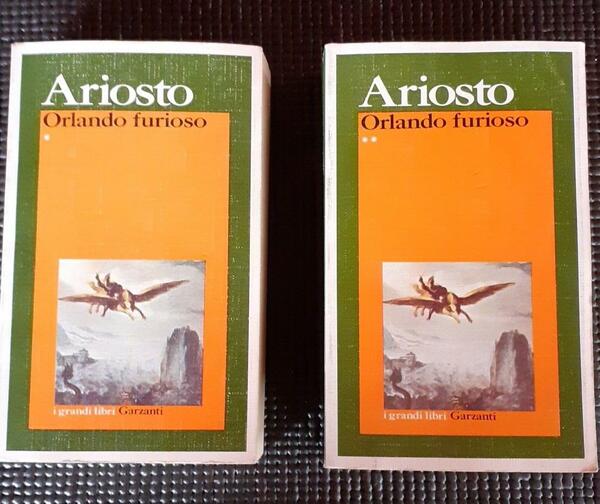 Ariosto
Orlando furioso
*
i grandi libri Garzanti
Ariosto
Orlando furioso
**
i grandi libri Garzanti